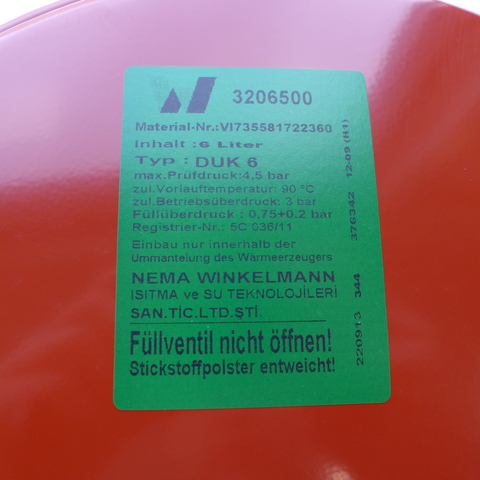 W 3206500
Material-Nr.:VI735581722360
Inhalt : 6 Liter
Typ : DUK 6
max.Prüfdruck:4,5 bar
zul.Vorlauftemperatur: 90 °C
zul.Betriebsüberdruck: 3 bar
Füllüberdruck : 0,75+0.2 bar
Registrier-Nr.: 5C 036/11
Einbau nur innerhalb der
Ummanteelung des Wärmeerzeugers
NEMA WINKELMANN
ISITMA ve SU TEKNOLOJİLERİ
SAN.TİC.LTD.ŞTİ.
Füllventil nicht öffnen!
Stickstoffpolster entweicht!
220913 344 376342 12-09 (H1)